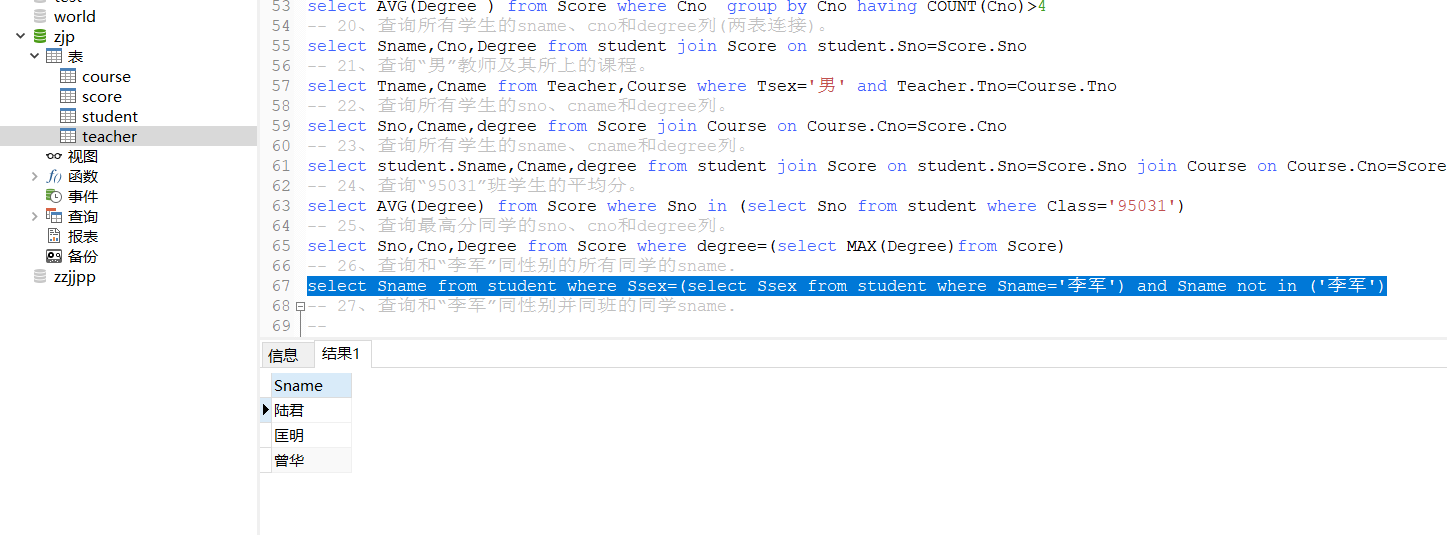 world
zjp
表
course
score
student
teacher
视图
函数
事件
查询
报表
备份
zzjjpp
53 select AVG(Degree ) from Score where Cno  group by Cno having COUNT(Cno)>4
54 -- 20、查询所有学生的sname、cno和degree列(两表连接)。
55 select Sname,Cno,Degree from student join Score on student.Sno=Score.Sno
56 -- 21、查询“男”教师及其所上的课程。
57 select Tname,Cname from Teacher,Course where Tsex='男' and Teacher.Tno=Course.Tno
58 -- 22、查询所有学生的sno、cname和degree列。
59 select Sno,Cname,degree from Score join Course on Course.Cno=Score.Cno
60 -- 23、查询所有学生的sname、cname和degree列。
61 select student.Sname,Cname,degree from student join Score on student.Sno=Score.Sno join Course on Course.Cno=Score
62 -- 24、查询“95031”班学生的平均分。
63 select AVG(Degree) from Score where Sno in (select Sno from student where Class='95031')
64 -- 25、查询最高分同学的sno、cno和degree列。
65 select Sno,Cno,Degree from Score where degree=(select MAX(Degree)from Score)
66 -- 26、查询和“李军”同性别的所有同学的sname.
67 select Sname from student where Ssex=(select Ssex from student where Sname='李军') and Sname not in ('李军')
68 -- 27、查询和“李军”同性别并同班的同学sname.
69 --
信息 结果1
Sname
陆君
匡明
曾华